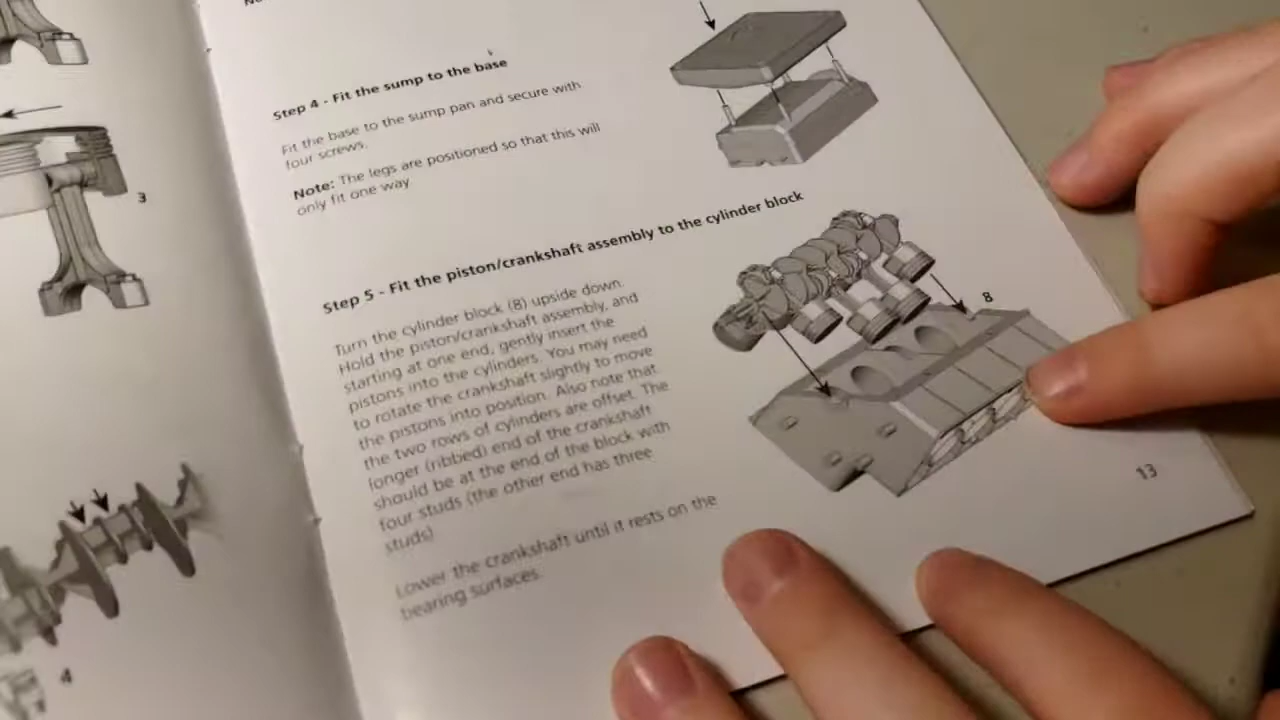 3
4
Step 4 - Fit the sump to the base
Fit the base to the sump pan and secure with
four screws.
Note: The legs are positioned so that this will
only fit one way
Step 5 - Fit the piston/crankshaft assembly to the cylinder block
Turn the cylinder block (8) upside down.
Hold the piston/crankshaft assembly, and
starting at one end, gently insert the
pistons into the cylinders. You may need
to rotate the crankshaft slightly to move
the pistons into position. Also note that
the two rows of cylinders are offset. The
longer (ribbed) end of the crankshaft
should be at the end of the block with
four studs (the other end has three
studs)
Lower the crankshaft until it rests on the
bearing surfaces.
8
13